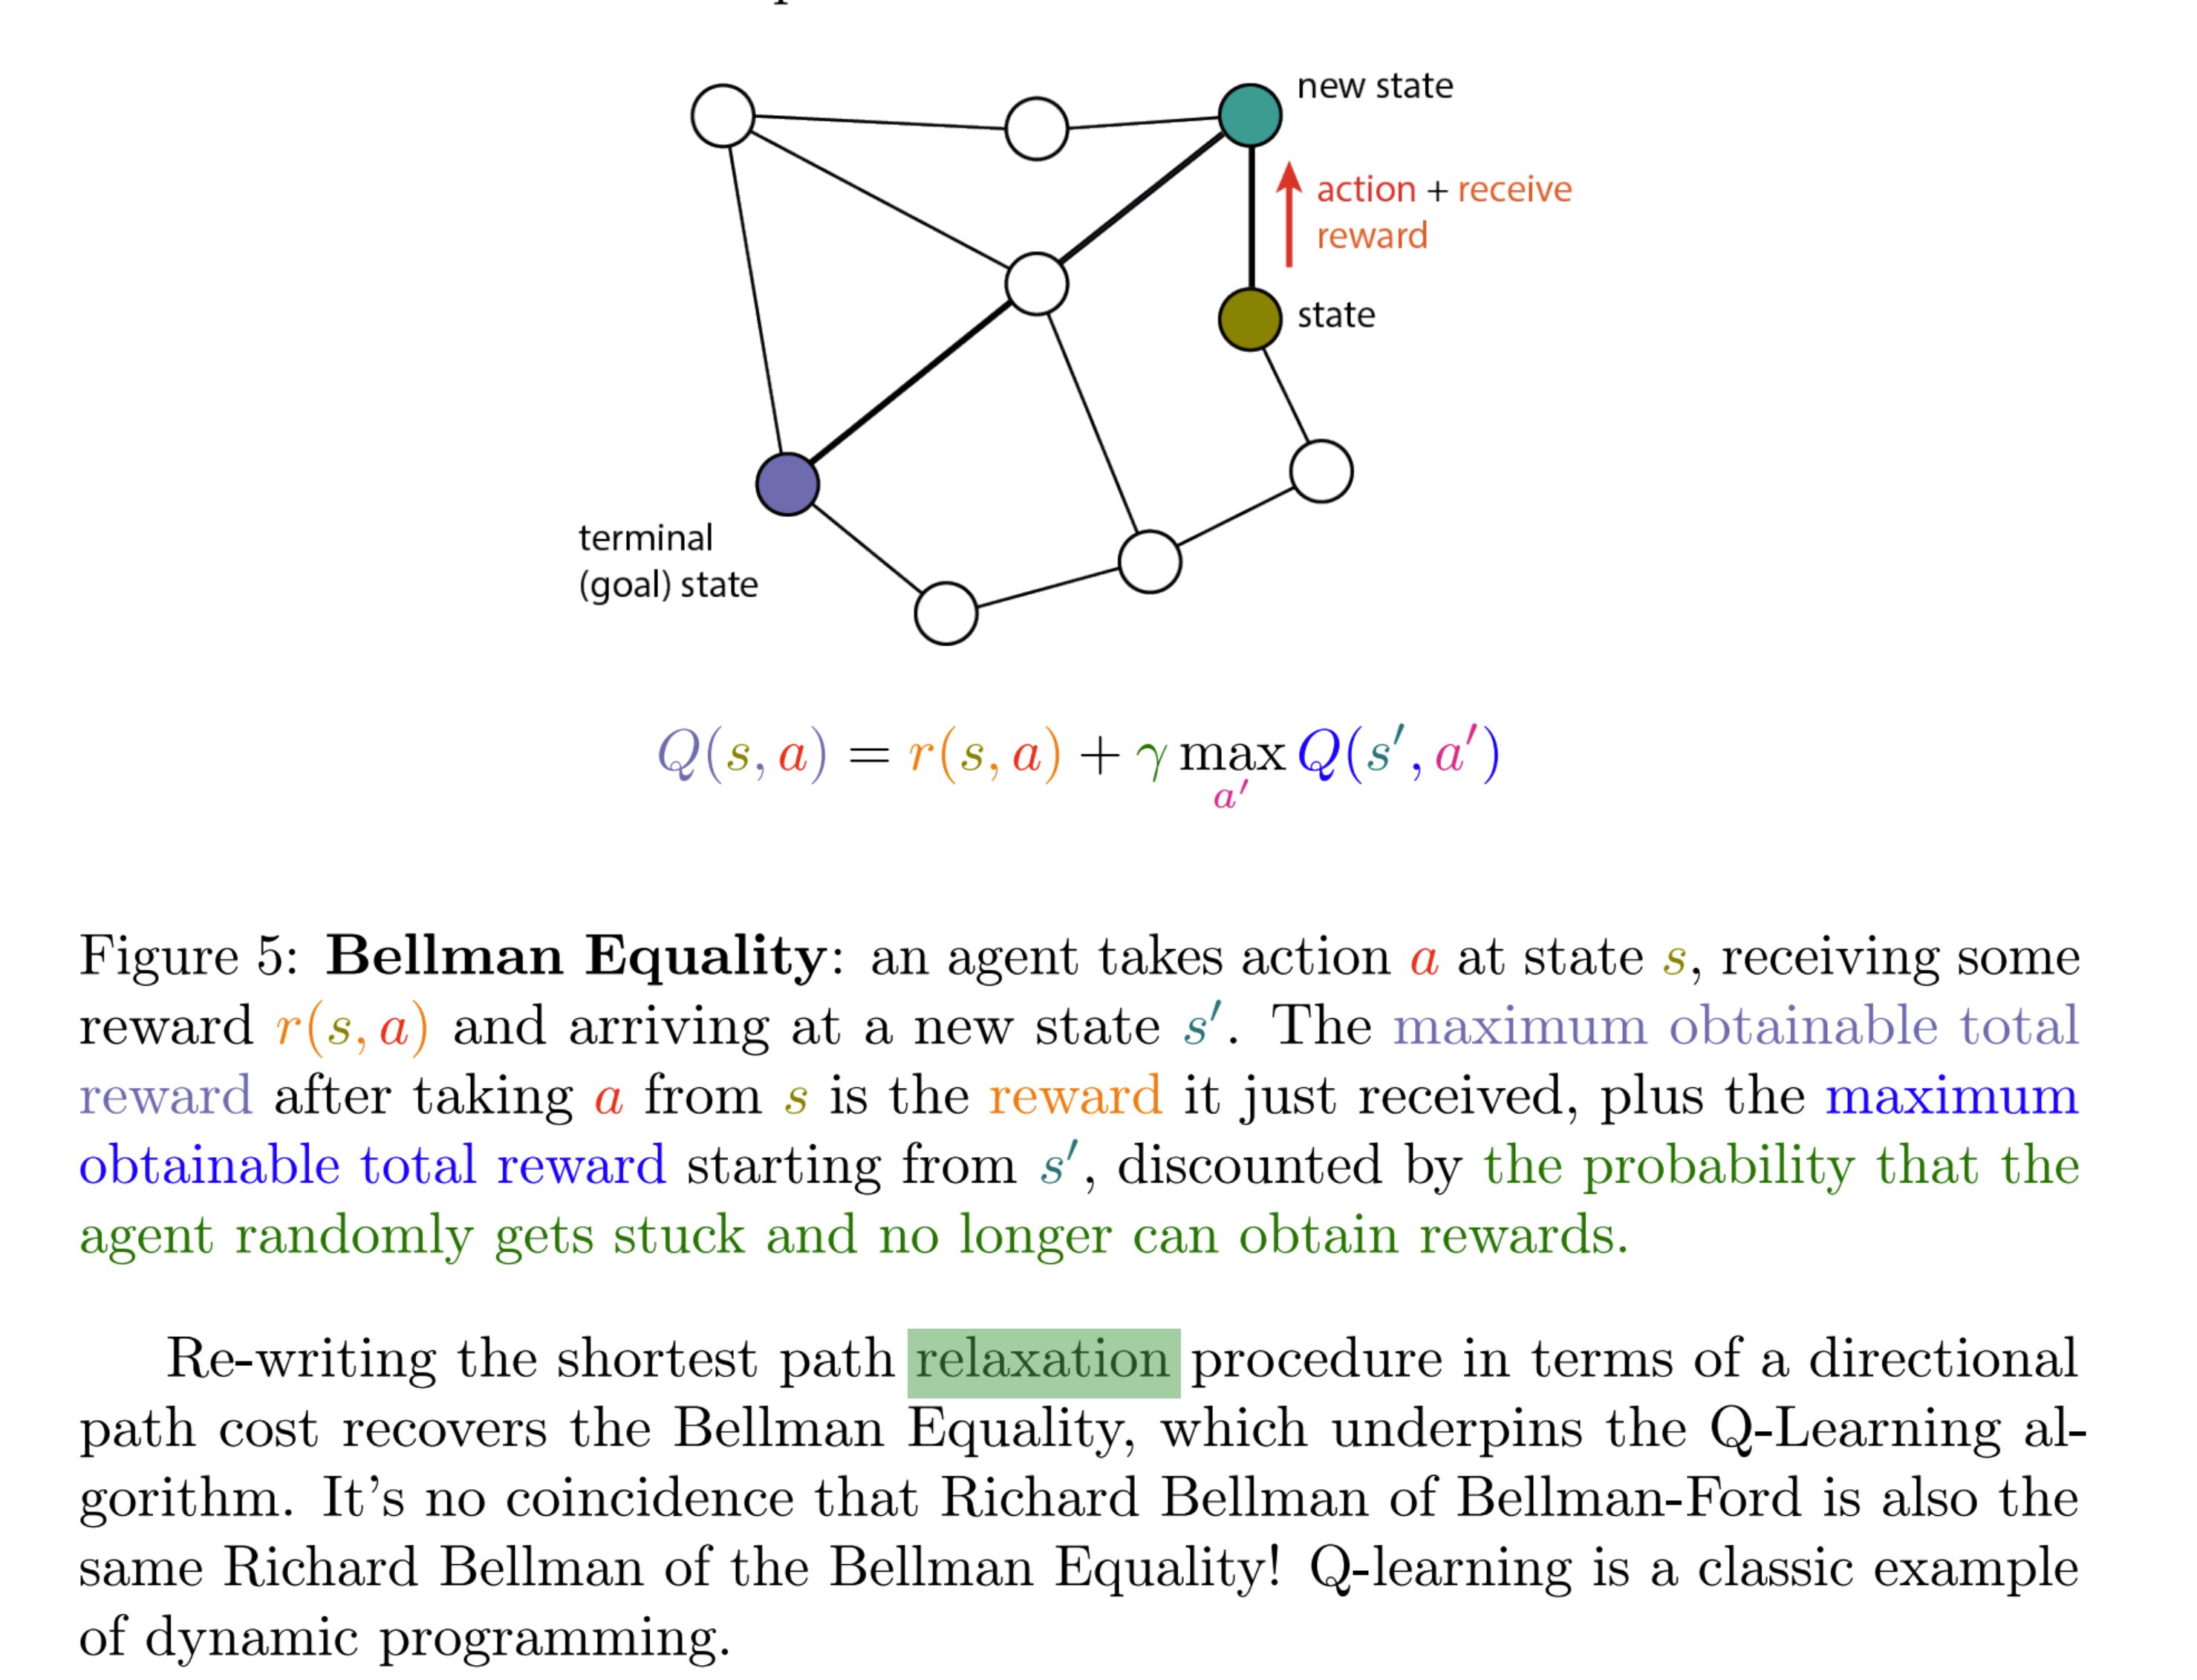 new state
action + receive
reward
state
terminal
(goal) state
Q(s, a) = r(s, a) + γ max Q(s′, a′)
a′
Figure 5: Bellman Equality: an agent takes action a at state s, receiving some
reward r(s, a) and arriving at a new state s′. The maximum obtainable total
reward after taking a from s is the reward it just received, plus the maximum
obtainable total reward starting from s′, discounted by the probability that the
agent randomly gets stuck and no longer can obtain rewards.
Re-writing the shortest path relaxation procedure in terms of a directional
path cost recovers the Bellman Equality, which underpins the Q-Learning al-
gorithm. It's no coincidence that Richard Bellman of Bellman-Ford is also the
same Richard Bellman of the Bellman Equality! Q-learning is a classic example
of dynamic programming.